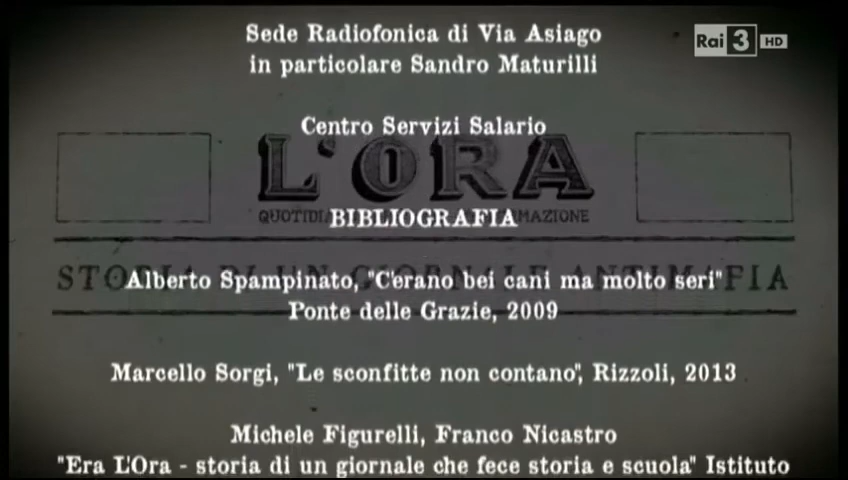 Sede Radiofonica di Via Asiago
Rai 3 HD
in particolare Sandro Maturilli
Centro Servizi Salario
L'ORA
BIBLIOGRAFIA
STO
AFIA
Alberto Spampinato, "C'erano bei cani ma molto seri"
Ponte delle Grazie, 2009
Marcello Sorgi, "Le sconfitte non contano", Rizzoli, 2013
Michele Figurelli, Franco Nicastro
"Era L'Ora - storia di un giornale che fece storia e scuola" Istituto